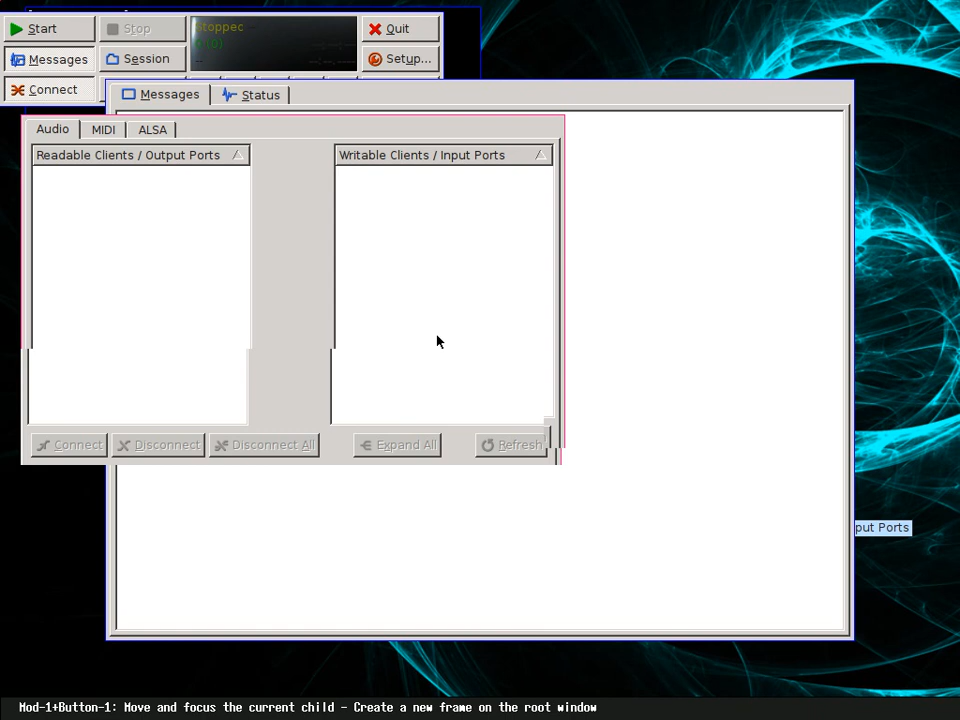 Start
Stop
Quit
Messages
Session
Setup...
Connect
Messages
Status
Audio
MIDI
ALSA
Readable Clients / Output Ports
Writable Clients / Input Ports
Connect
Disconnect
Disconnect All
Expand All
Refresh
put Ports
Mod-1+Button-1: Move and focus the current child - Create a new frame on the root window